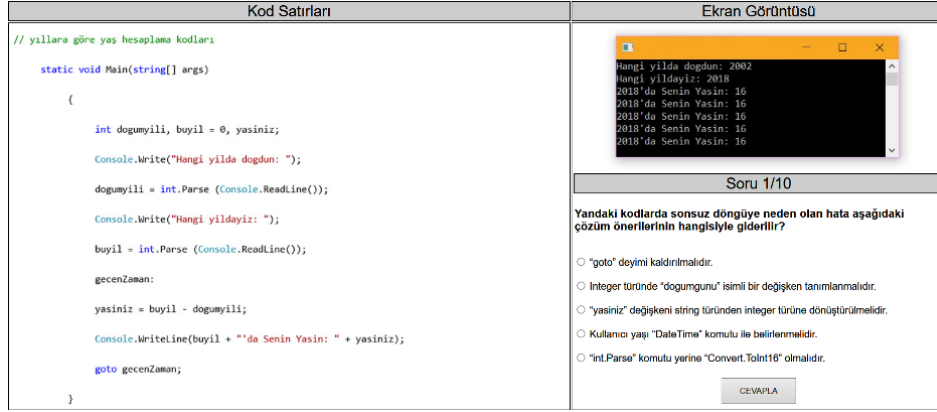 Kod Satırları
// yıllara göre yaş hesaplama kodları
static void Main(string[] args)
{
int dogumyili, buyil = 0, yasiniz;
Console.Write("Hangi yilda dogdun: ");
dogumyili = int.Parse (Console.ReadLine());
Console.Write("Hangi yildayiz: ");
buyil = int.Parse (Console.ReadLine());
gecenZaman:
yasiniz = buyil - dogumyili;
Console.WriteLine(buyil + "'da Senin Yasin: " + yasiniz);
goto gecenZaman;
}
Ekran Görüntüsü
Hangi yilda dogdun: 2002
Hangi yildayiz: 2018
2018'da Senin Yasin: 16
2018'da Senin Yasin: 16
2018'da Senin Yasin: 16
2018'da Senin Yasin: 16
2018'da Senin Yasin: 16
Soru 1/10
Yandaki kodlarda sonsuz döngüye neden olan hata aşağıdaki
çözüm önerilerinin hangisiyle giderilir?
"goto" deyimi kaldırılmalıdır.
Integer türünde "dogumgunu" isimli bir değişken tanımlanmalıdır.
"yasiniz" değişkeni string türünden integer türüne dönüştürülmelidir.
Kullanıcı yaşı "DateTime" komutu ile belirlenmelidir.
"int.Parse" komutu yerine "Convert.ToInt16" olmalıdır.
CEVAPLA